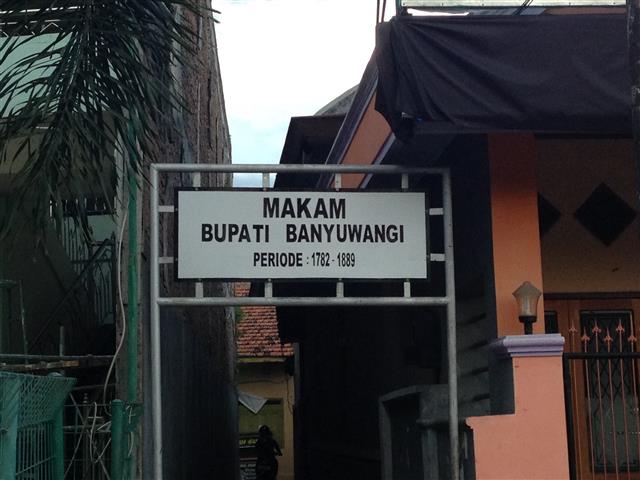 MAKAM
BUPATI BANYUWANGI
PERIODE : 1782 - 1889